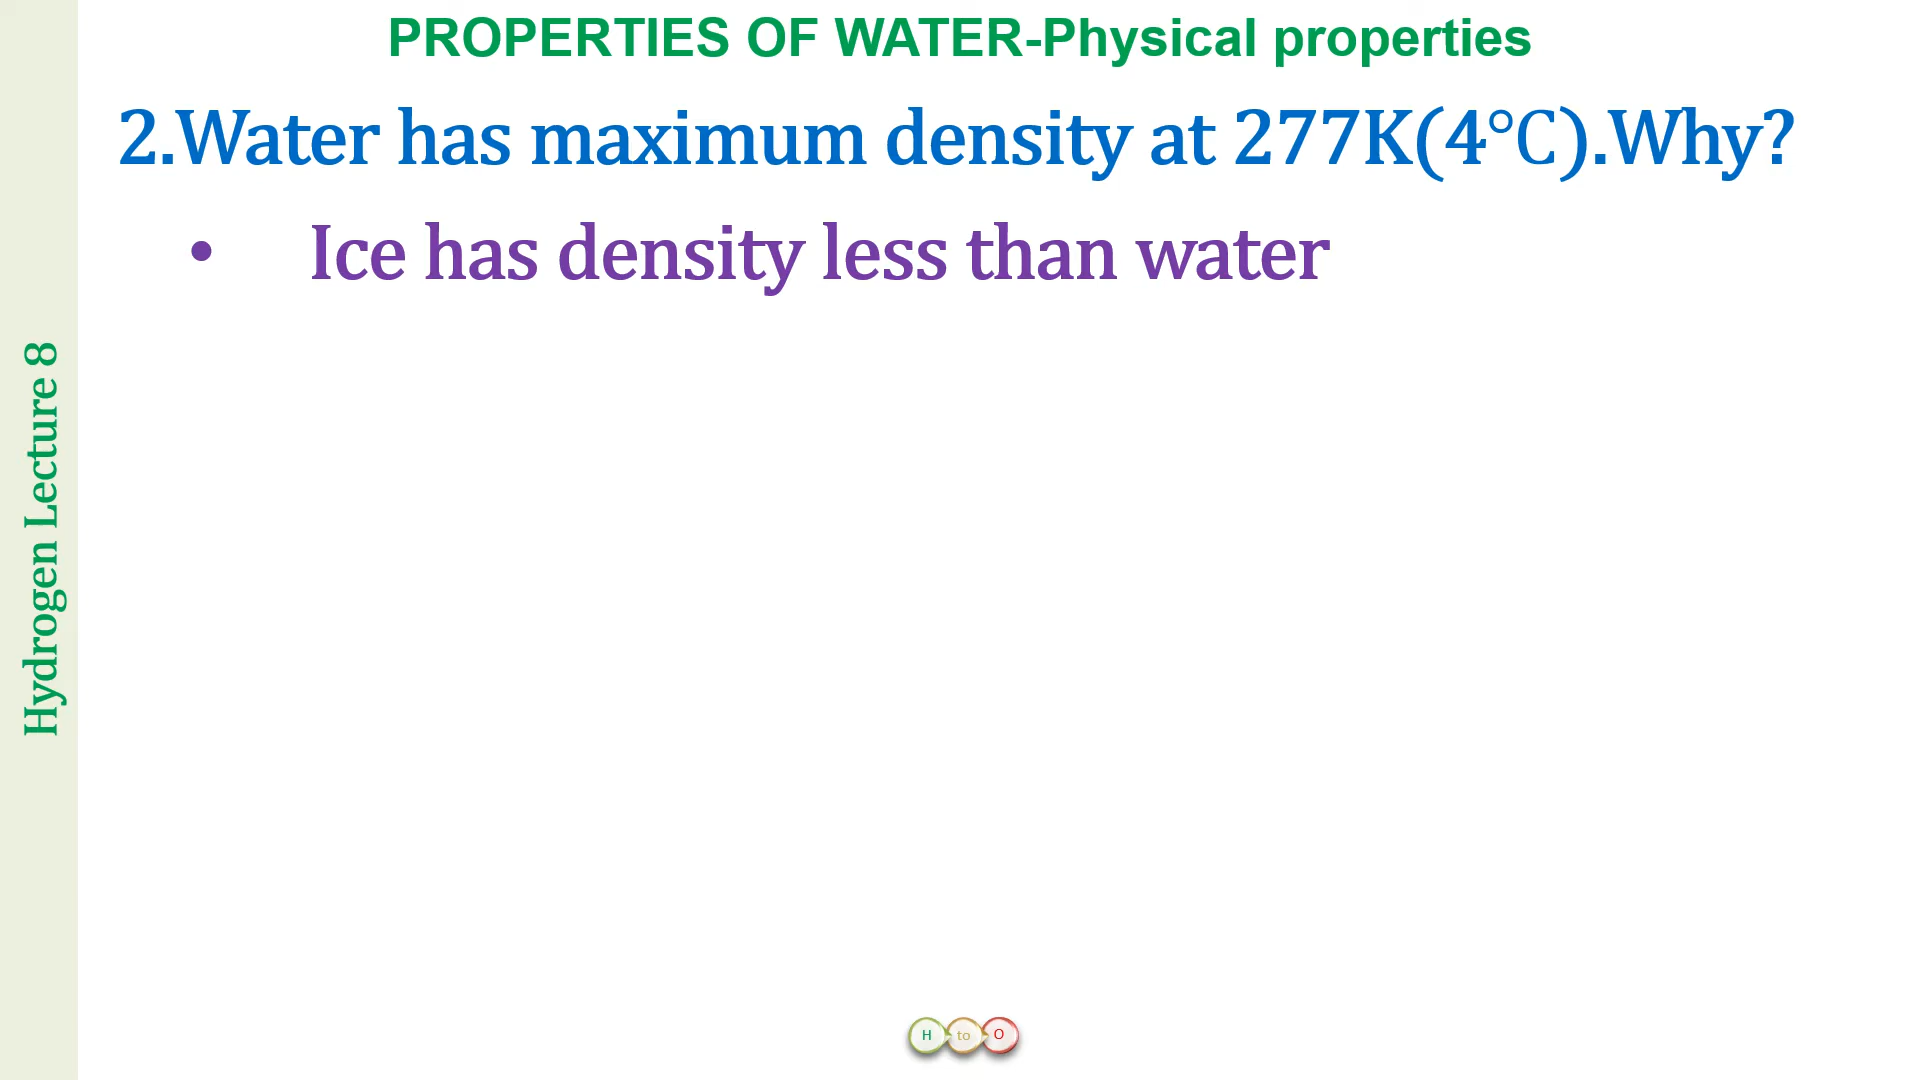 PROPERTIES OF WATER-Physical properties
2.Water has maximum density at 277K(4°C).Why?
• Ice has density less than water
Hydrogen Lecture 8
H to O